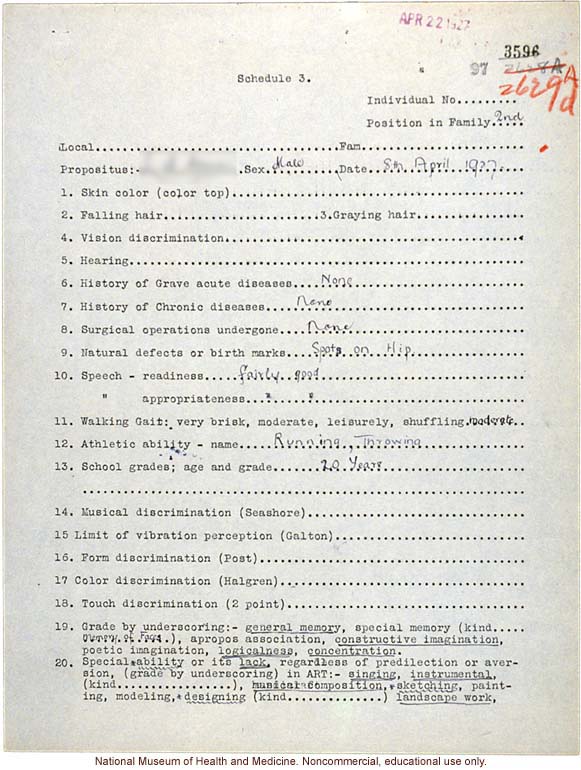 APR 22 1927
3596
97 2628A A
2629
d
Schedule 3.
Individual No.........
Position in Family 2nd
Local...............................Fam.....................
Propositus:- .Sex Male Date 8th April 1927.
1. Skin color (color top)......................................
2. Falling hair.......................3.Graying hair...............
4. Vision discrimination.......................................
5. Hearing.....................................................
6. History of Grave acute diseases....None.....................
7. History of Chronic diseases....None.........................
8. Surgical operations undergone....None.......................
9. Natural defects or birth marks....Spots on Hip..............
10. Speech - readiness.....fairly good.........................
" appropriateness...".....".........................
11. Walking Gait: very brisk, moderate, leisurely, shuffling.moderate..
12. Athletic ability - name.....Running, Throwing..............
13. School grades; age and grade.......20 Years................
...............................................................
14. Musical discrimination (Seashore)..........................
15 Limit of vibration perception (Galton)......................
16. Form discrimination (Post).................................
17 Color discrimination (Halgren)..............................
18. Touch discrimination (2 point).............................
19. Grade by underscoring:- general memory, special memory (kind....
memory of Face..), apropos association, constructive imagination,
poetic imagination, logicalness, concentration.
20. Special ability or its lack, regardless of predilection or aver-
sion, (grade by underscoring) in ART:- singing, instrumental,
(kind.................), musical composition, sketching, paint-
ing, modeling, designing (kind...............) landscape work,
National Museum of Health and Medicine. Noncommercial, educational use only.